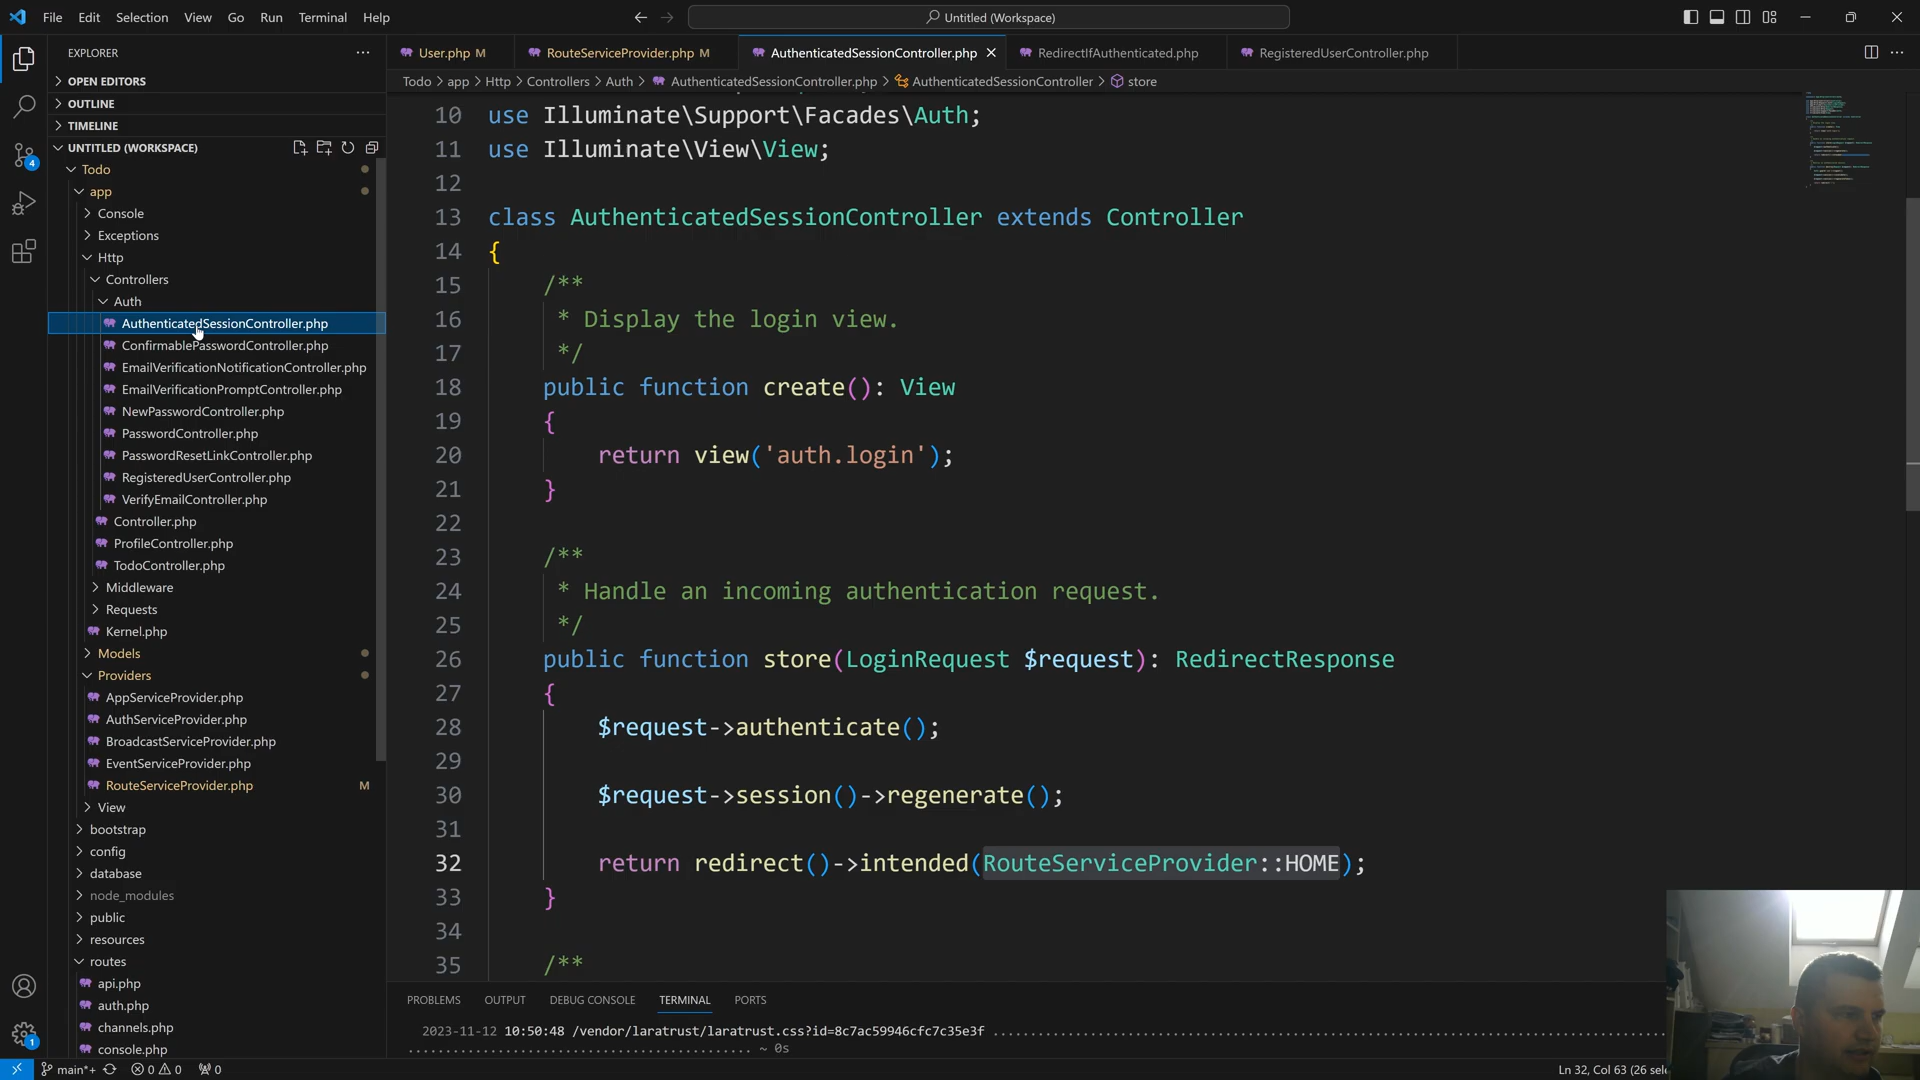 File Edit Selection View Go Run Terminal Help
Untitled (Workspace)
EXPLORER
OPEN EDITORS
OUTLINE
TIMELINE
UNTITLED (WORKSPACE)
Todo
app
Console
Exceptions
Http
Controllers
Auth
AuthenticatedSessionController.php
ConfirmablePasswordController.php
EmailVerificationNotificationController.php
EmailVerificationPromptController.php
NewPasswordController.php
PasswordController.php
PasswordResetLinkController.php
RegisteredUserController.php
VerifyEmailController.php
Controller.php
ProfileController.php
TodoController.php
Middleware
Requests
Kernel.php
Models
Providers
AppServiceProvider.php
AuthServiceProvider.php
BroadcastServiceProvider.php
EventServiceProvider.php
RouteServiceProvider.php M
View
bootstrap
config
database
node_modules
public
resources
routes
api.php
auth.php
channels.php
console.php
4
1
User.php M RouteServiceProvider.php M AuthenticatedSessionController.php RedirectIfAuthenticated.php RegisteredUserController.php
Todo > app > Http > Controllers > Auth > AuthenticatedSessionController.php > AuthenticatedSessionController > store
10 use Illuminate\Support\Facades\Auth;
11 use Illuminate\View\View;
12
13 class AuthenticatedSessionController extends Controller
14 {
15 /**
16 * Display the login view.
17 */
18 public function create(): View
19 {
20 return view('auth.login');
21 }
22
23 /**
24 * Handle an incoming authentication request.
25 */
26 public function store(LoginRequest $request): RedirectResponse
27 {
28 $request->authenticate();
29
30 $request->session()->regenerate();
31
32 return redirect()->intended(RouteServiceProvider::HOME);
33 }
34
35 /**
PROBLEMS OUTPUT DEBUG CONSOLE TERMINAL PORTS
2023-11-12 10:50:48 /vendor/laratrust/laratrust.css?id=8c7ac59946cfc7c35e3f ........
........ ~ 0s
main*+ 0 0 0 Ln 32, Col 63 (26 sele